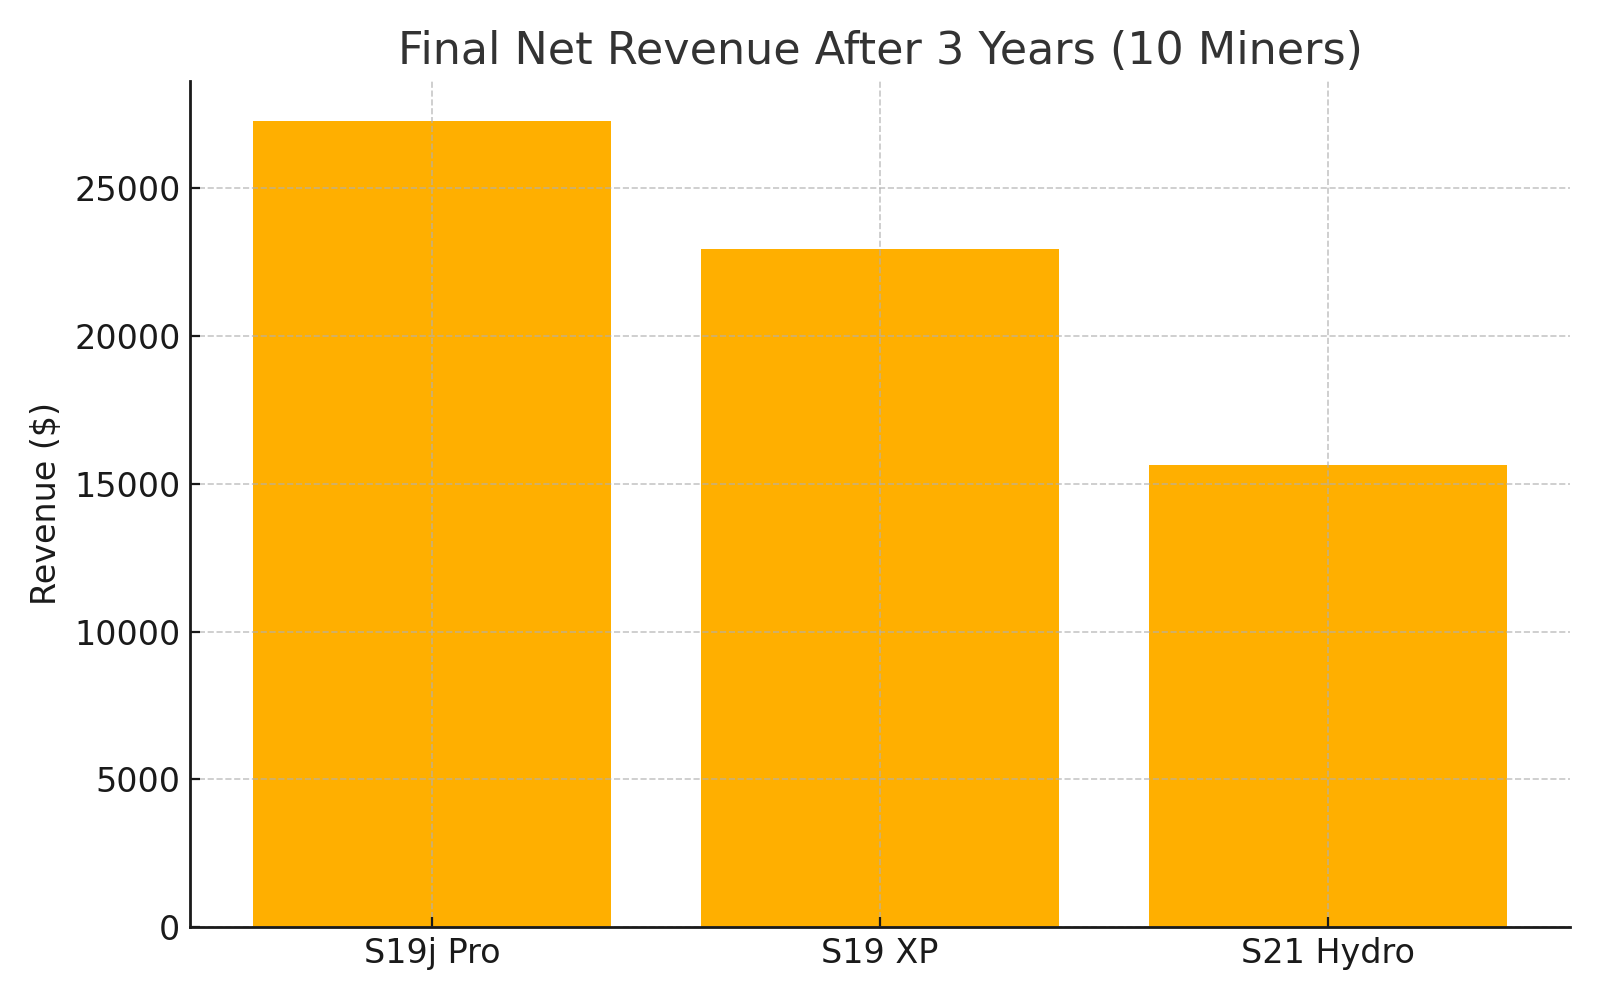 Final Net Revenue After 3 Years (10 Miners)
Revenue ($)
25000
20000
15000
10000
5000
0
S19j Pro
S19 XP
S21 Hydro